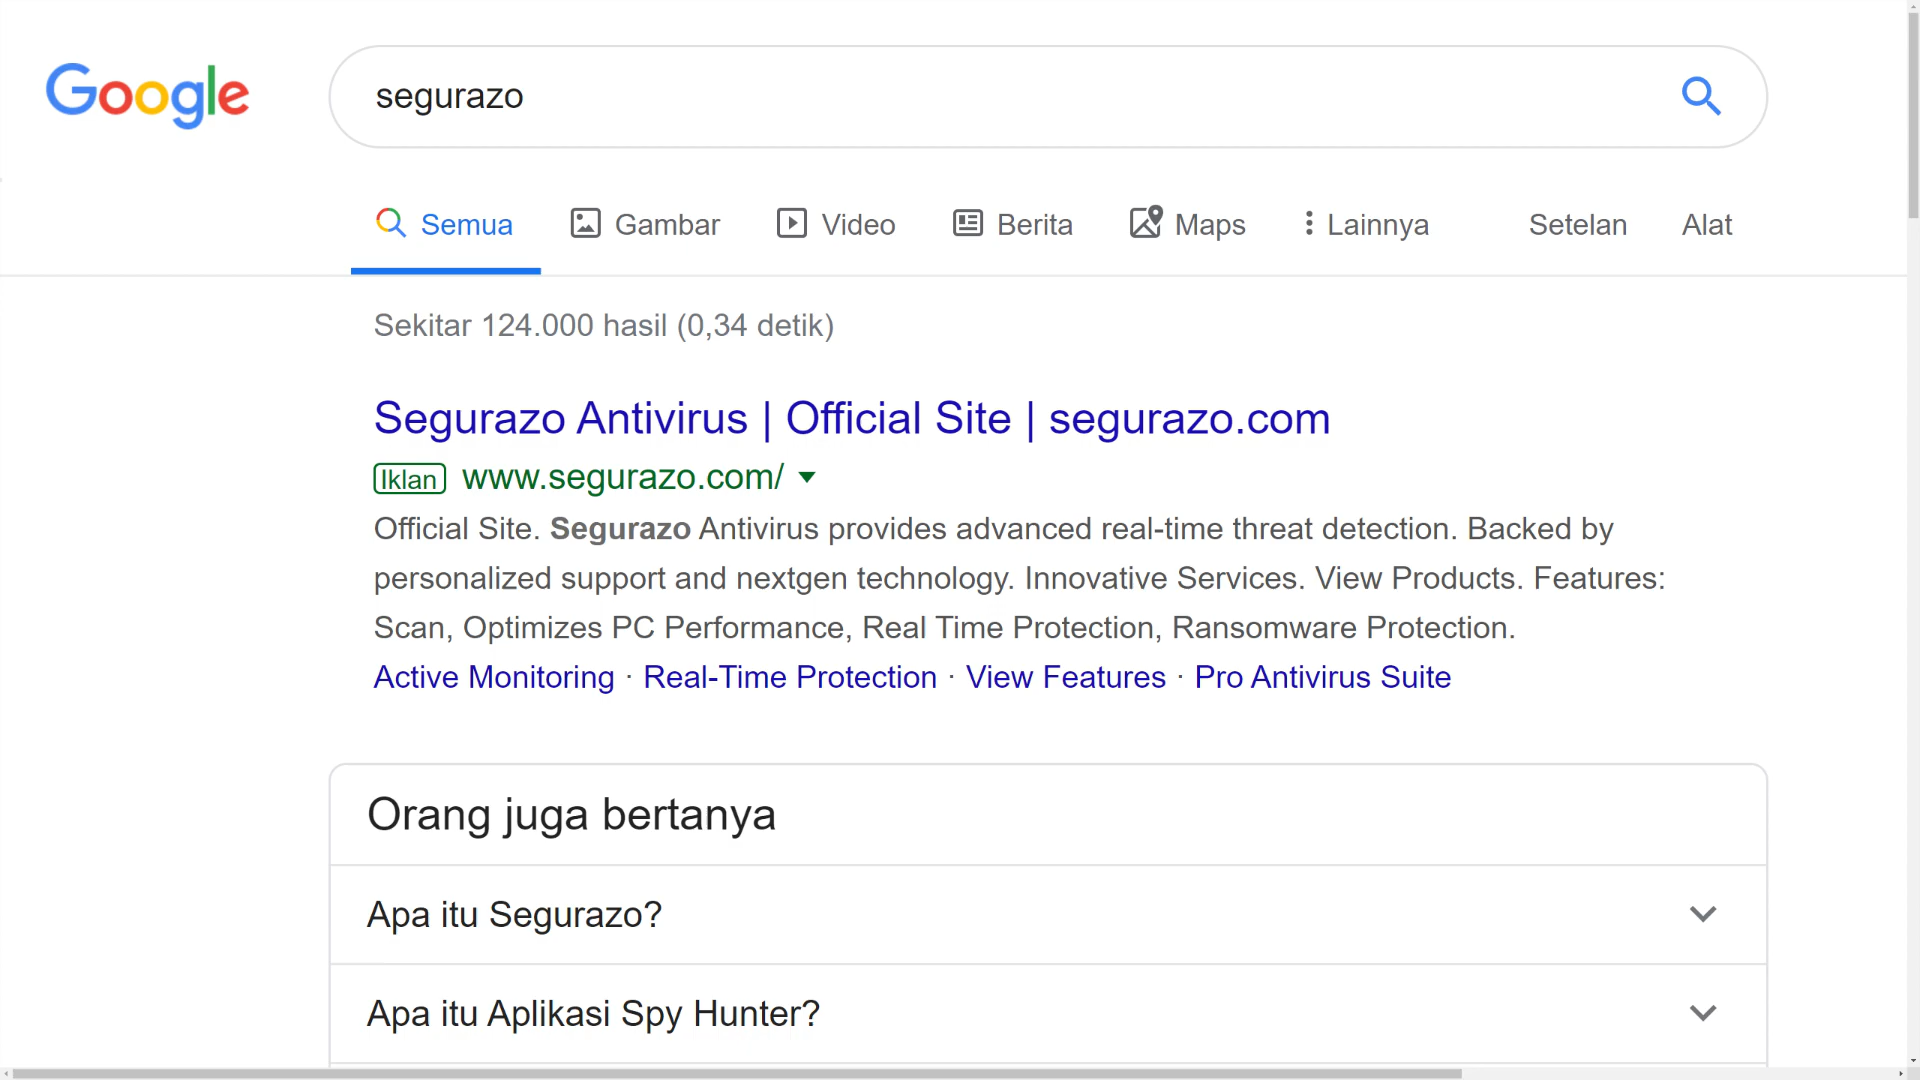 Google
segurazo
Semua Gambar Video Berita Maps Lainnya Setelan Alat
Sekitar 124.000 hasil (0,34 detik)
Segurazo Antivirus | Official Site | segurazo.com
Iklan www.segurazo.com/
Official Site. Segurazo Antivirus provides advanced real-time threat detection. Backed by
personalized support and nextgen technology. Innovative Services. View Products. Features:
Scan, Optimizes PC Performance, Real Time Protection, Ransomware Protection.
Active Monitoring · Real-Time Protection · View Features · Pro Antivirus Suite
Orang juga bertanya
Apa itu Segurazo?
Apa itu Aplikasi Spy Hunter?